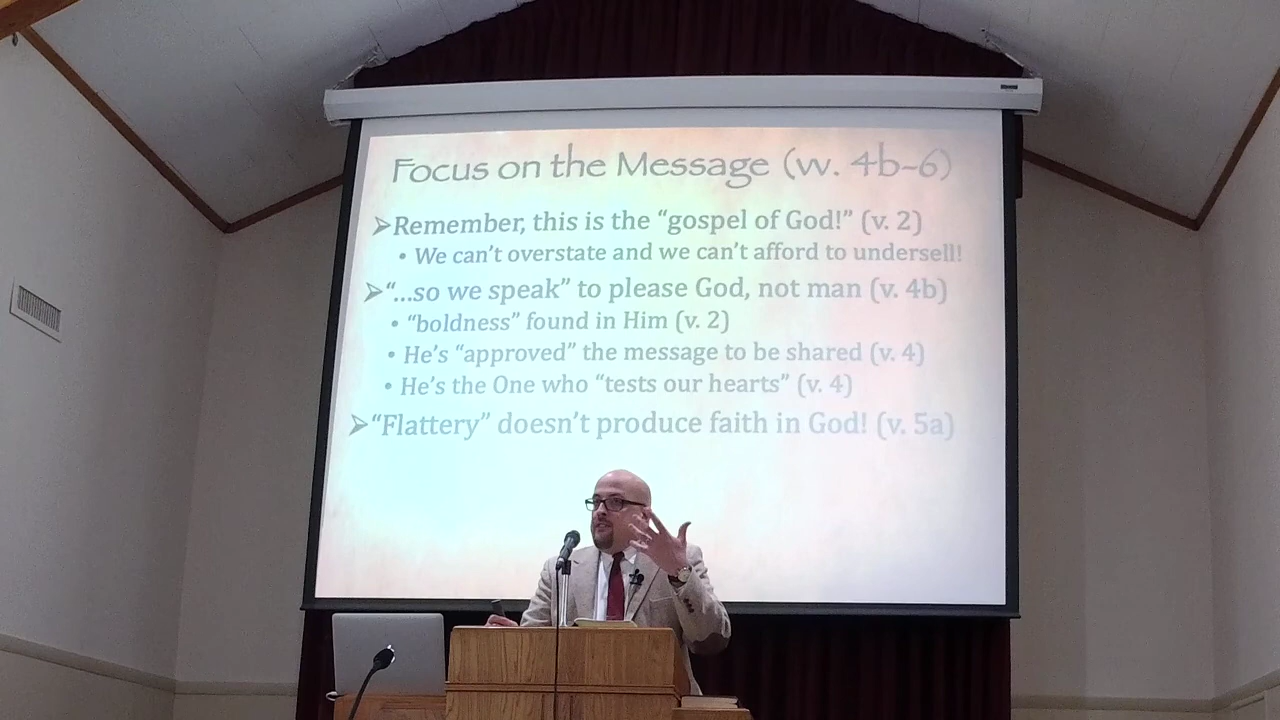 Focus on the Message (vv. 4b-6)
➢Remember, this is the “gospel of God!” (v. 2)
• We can’t overstate and we can’t afford to undersell!
➢“…so we speak” to please God, not man (v. 4b)
• “boldness” found in Him (v. 2)
• He’s “approved” the message to be shared (v. 4)
• He’s the One who “tests our hearts” (v. 4)
➢“Flattery” doesn’t produce faith in God! (v. 5a)